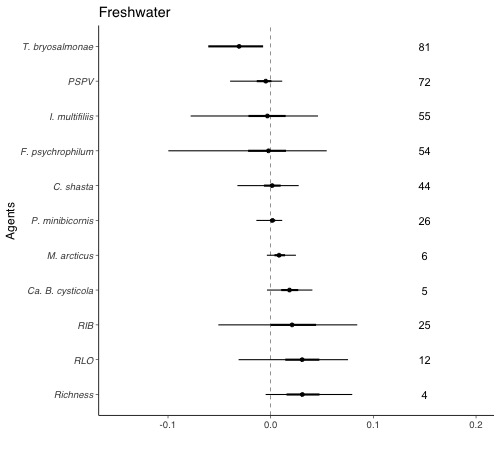 Freshwater
Agents
T. bryosalmonae 81
PSPV 72
I. multifiliis 55
F. psychrophilum 54
C. shasta 44
P. minibicornis 26
M. arcticus 6
Ca. B. cysticola 5
RIB 25
RLO 12
Richness 4
-0.1 0.0 0.1 0.2